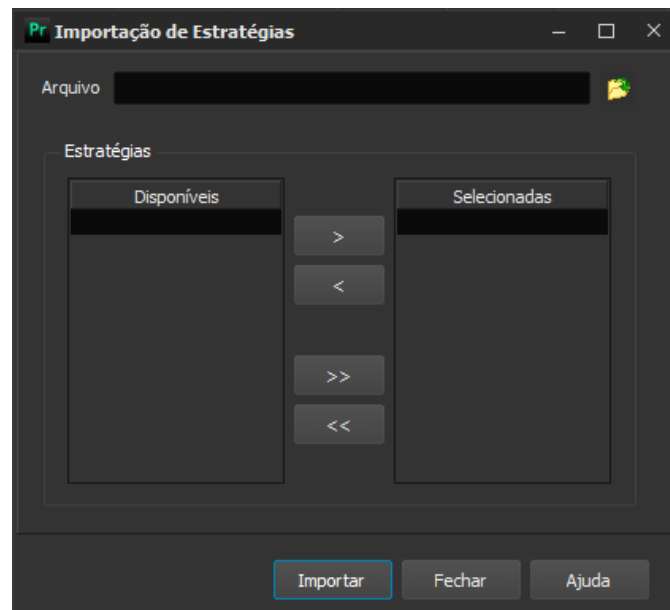 Pr Importação de Estratégias
Arquivo
Estratégias
Disponíveis
Selecionadas
>
<
>>
<<
Importar
Fechar
Ajuda